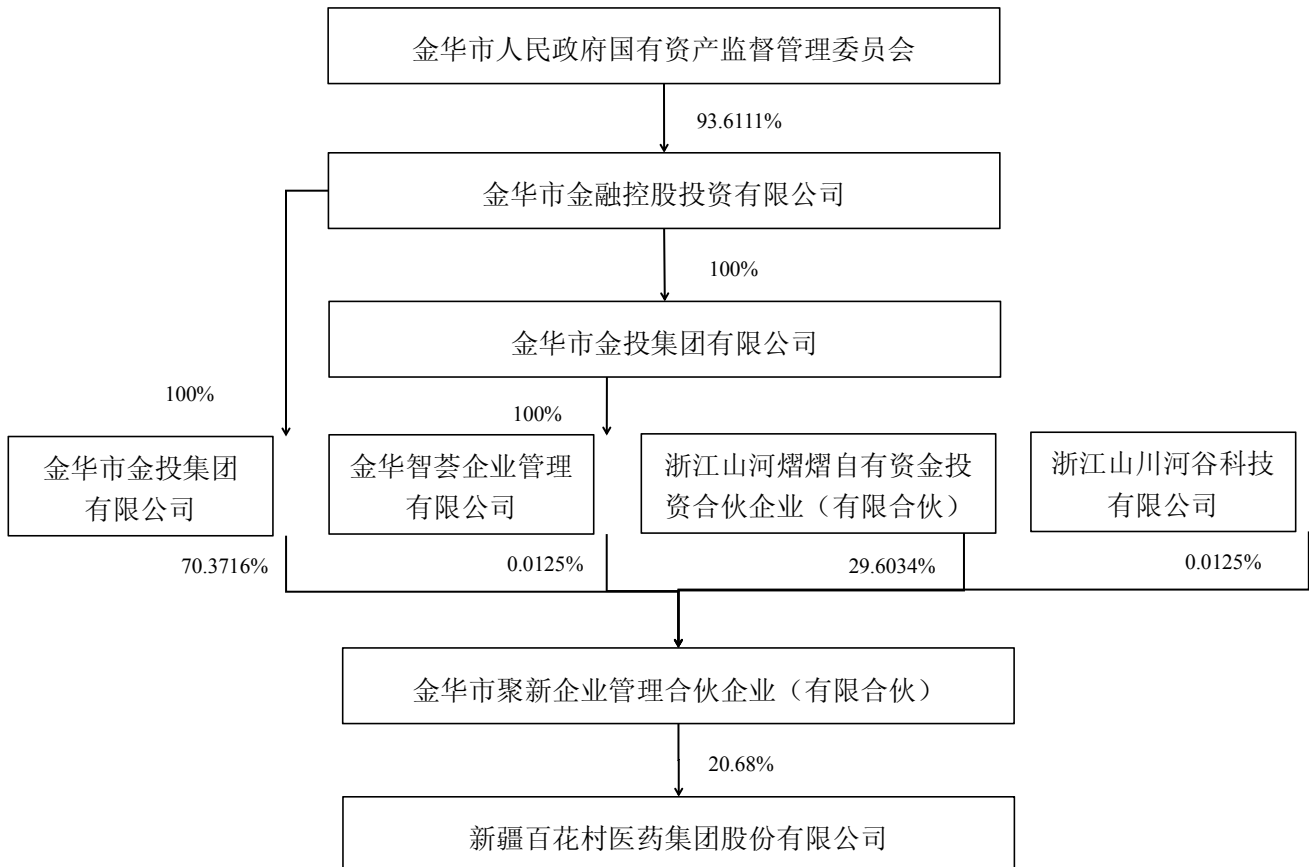 金华市人民政府国有资产监督管理委员会
93.6111%
金华市金融控股投资有限公司
100%
金华市金投集团有限公司
100%
100%
金华市金投集团
有限公司
金华智荟企业管理
有限公司
浙江山河熠熠自有资金投
资合伙企业（有限合伙）
浙江山川河谷科技
有限公司
70.3716%
0.0125%
29.6034%
0.0125%
金华市聚新企业管理合伙企业（有限合伙）
20.68%
新疆百花村医药集团股份有限公司